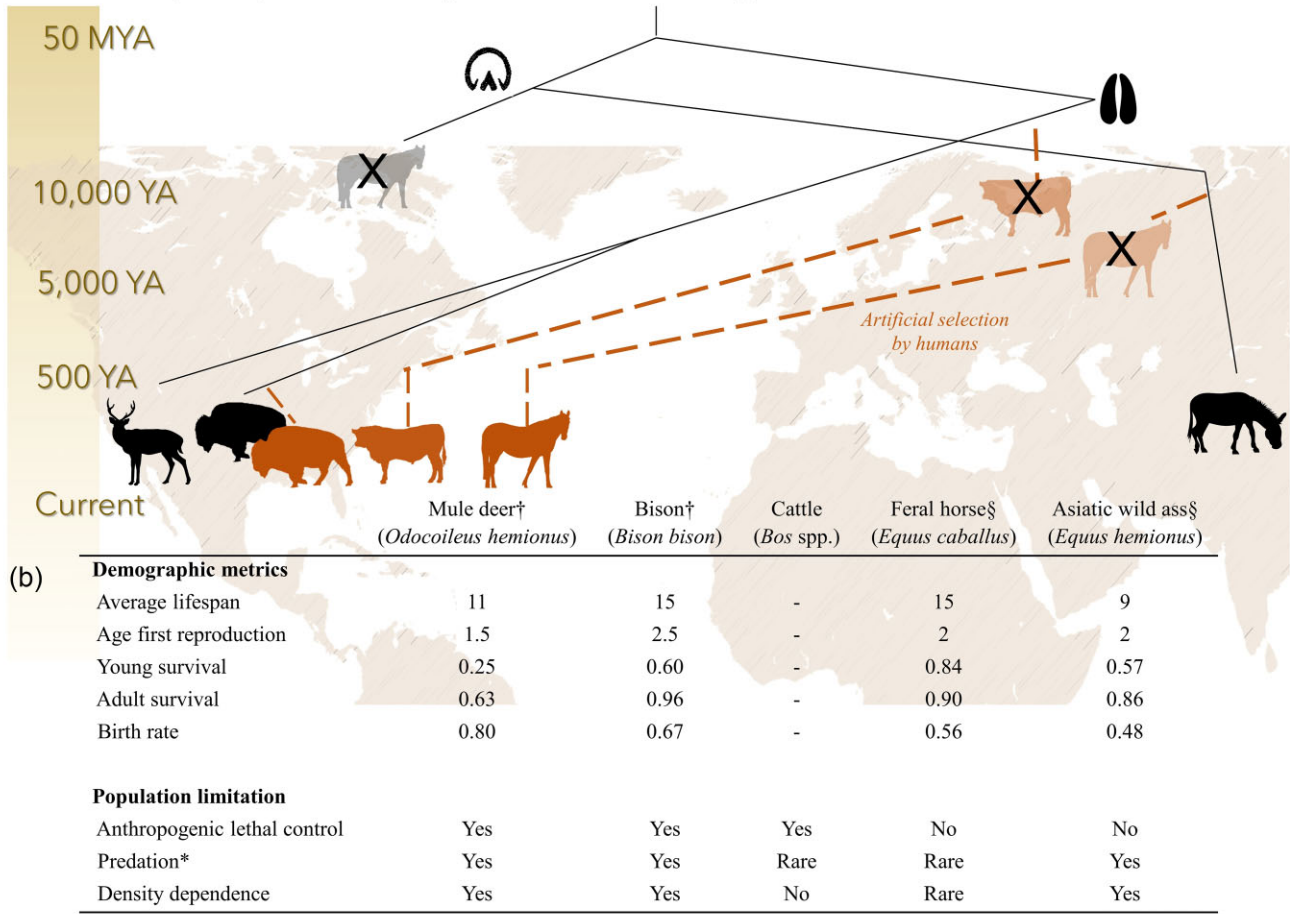 50 MYA
10,000 YA
5,000 YA
Artificial selection
by humans
500 YA
Current
Mule deer† Bison† Cattle Feral horse§ Asiatic wild ass§
(Odocoileus hemionus) (Bison bison) (Bos spp.) (Equus caballus) (Equus hemionus)
(b)
Demographic metrics
Average lifespan 11 15 - 15 9
Age first reproduction 1.5 2.5 - 2 2
Young survival 0.25 0.60 - 0.84 0.57
Adult survival 0.63 0.96 - 0.90 0.86
Birth rate 0.80 0.67 - 0.56 0.48
Population limitation
Anthropogenic lethal control Yes Yes Yes No No
Predation* Yes Yes Rare Rare Yes
Density dependence Yes Yes No Rare Yes